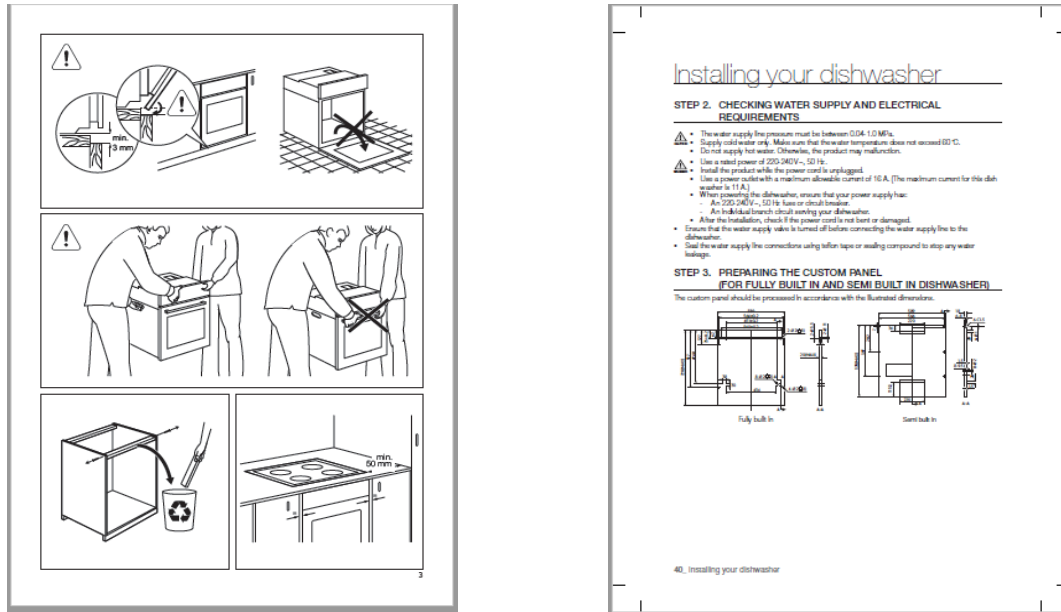 min.
3 mm
min.
50 mm
3
Installing your dishwasher
STEP 2. CHECKING WATER SUPPLY AND ELECTRICAL
REQUIREMENTS
• The water supply line pressure must be between 0.04-1.0 MPa.
• Supply cold water only. Make sure that the water temperature does not exceed 60°C.
• Do not supply hot water. Otherwise, the product may malfunction.
• Use a rated power of 220-240V~, 50 Hz.
• Install the product while the power cord is unplugged.
• Use a power outlet with a maximum allowable current of 16 A. (The maximum current for this dish
washer is 11 A.)
• When powering the dishwasher, ensure that your power supply has:
- An 220-240V~, 50 Hz fuse or circuit breaker.
- An individual branch circuit serving your dishwasher.
• After the installation, check if the power cord is not bent or damaged.
• Ensure that the water supply valve is turned off before connecting the water supply line to the
dishwasher.
• Seal the water supply line connections using teflon tape or sealing compound to stop any water
leakage.
STEP 3. PREPARING THE CUSTOM PANEL
(FOR FULLY BUILT IN AND SEMI BUILT IN DISHWASHER)
The custom panel should be processed in accordance with the illustrated dimensions.
Fully built in
Semi built in
40_ Installing your dishwasher